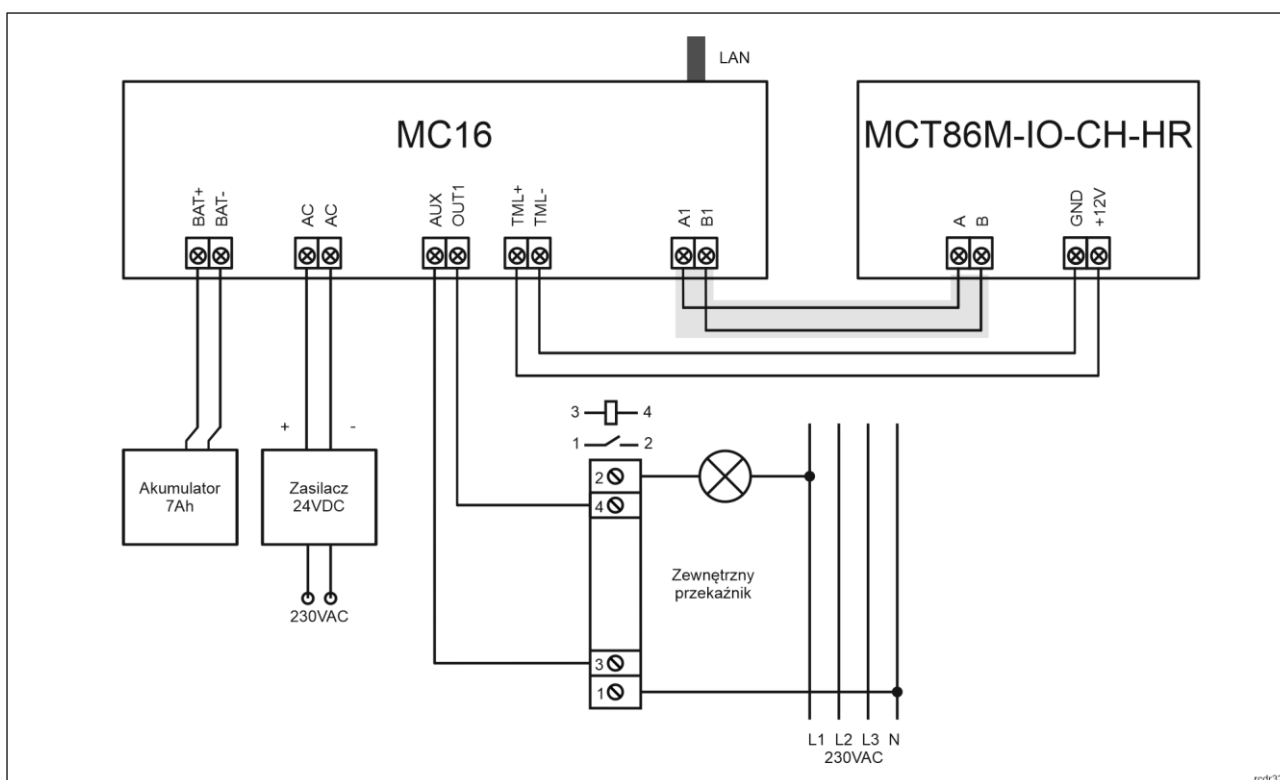 LAN
MC16
MCT86M-IO-CH-HR
BAT+
BAT-
AC
AC
AUX
OUT1
TML+
TML-
A1
B1
A
B
GND
+12V
3 4
1 2
+ -
Akumulator
7Ah
Zasilacz
24VDC
230VAC
2
4
Zewnętrzny
przekaźnik
3
1
L1 L2 L3 N
230VAC